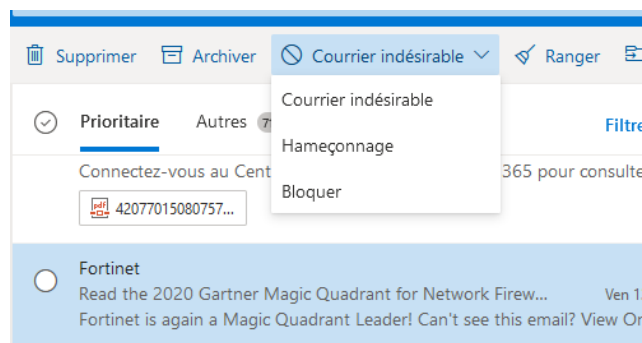 Supprimer Archiver Courrier indésirable Ranger
Courrier indésirable
Prioritaire Autres Filtre
Hameçonnage
Connectez-vous au Cent 365 pour consulte
Bloquer
pdf 42077015080757...
Fortinet
Read the 2020 Gartner Magic Quadrant for Network Firew... Ven 1
Fortinet is again a Magic Quadrant Leader! Can't see this email? View On